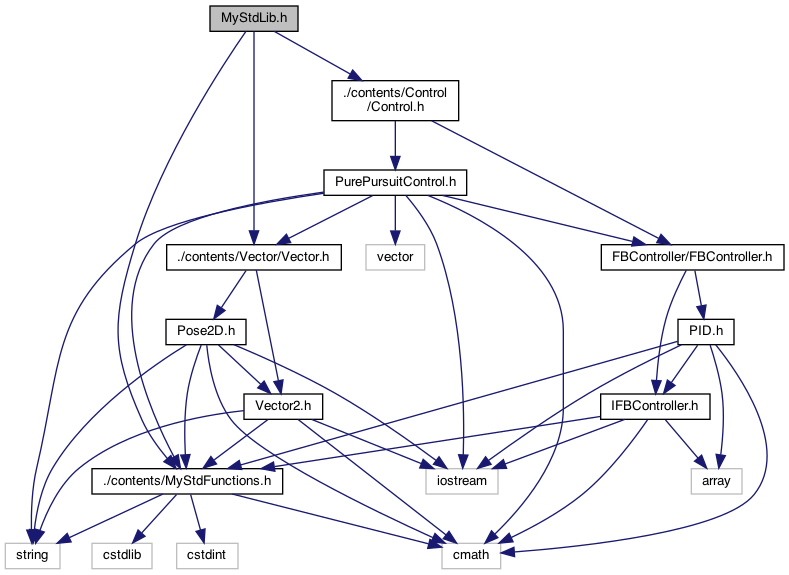 MyStdLib.h
./contents/Control
/Control.h
PurePursuitControl.h
./contents/Vector/Vector.h
vector
FBController/FBController.h
Pose2D.h
PID.h
Vector2.h
IFBController.h
./contents/MyStdFunctions.h
iostream
array
string
cstdlib
cstdint
cmath